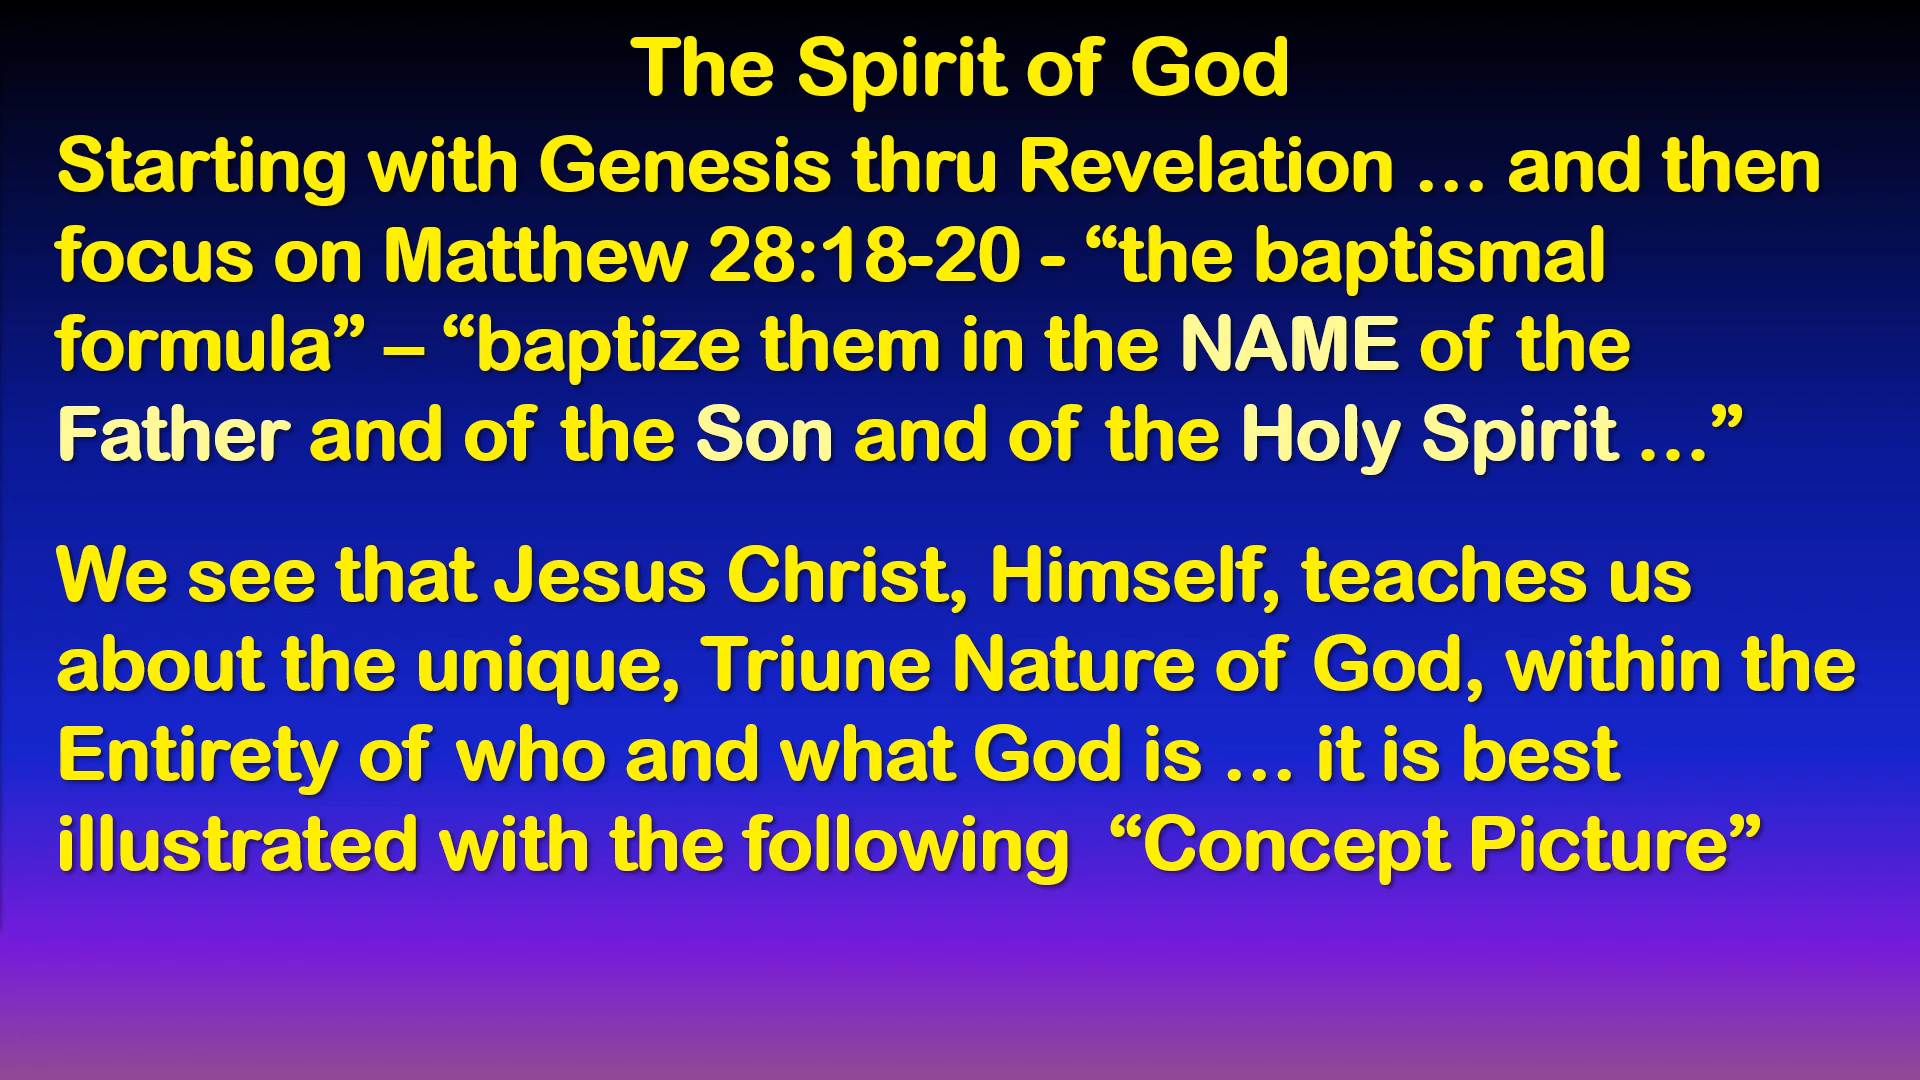 The Spirit of God
Starting with Genesis thru Revelation … and then
focus on Matthew 28:18-20 - “the baptismal
formula” – “baptize them in the NAME of the
Father and of the Son and of the Holy Spirit …”
We see that Jesus Christ, Himself, teaches us
about the unique, Triune Nature of God, within the
Entirety of who and what God is … it is best
illustrated with the following “Concept Picture”